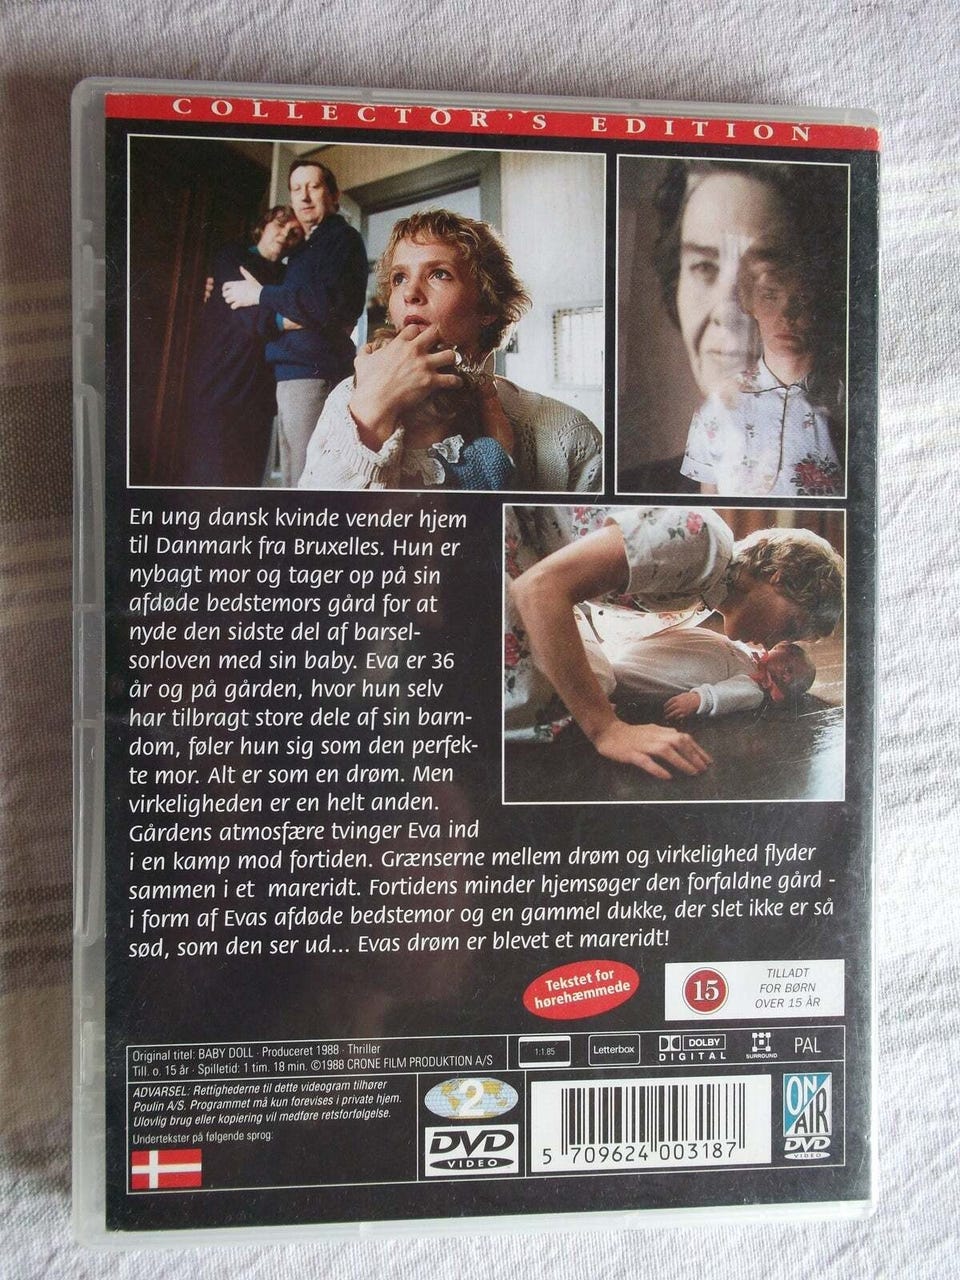 COLLECTOR'S EDITION
En ung dansk kvinde vender hjem
til Danmark fra Bruxelles. Hun er
nybagt mor og tager op på sin
afdøde bedstemors gård for at
nyde den sidste del af barsel-
sorloven med sin baby. Eva er 36
år og på gården, hvor hun selv
har tilbragt store dele af sin barn-
dom, føler hun sig som den perfek-
te mor. Alt er som en drøm. Men
virkeligheden er en helt anden.
Gårdens atmosfære tvinger Eva ind
i en kamp mod fortiden. Grænserne mellem drøm og virkelighed flyder
sammen i et mareridt. Fortidens minder hjemsøger den forfaldne gård -
i form af Evas afdøde bedstemor og en gammel dukke, der slet ikke er så
sød, som den ser ud... Evas drøm er blevet et mareridt!
Tekstet for
hørehæmmede
15
TILLADT
FOR BØRN
OVER 15 ÅR
Original titel: BABY DOLL · Produceret 1988 · Thriller
Till. o. 15 år · Spilletid: 1 tim. 18 min. ©1988 CRONE FILM PRODUKTION A/S
1:1.85
Letterbox
DOLBY
DIGITAL
SURROUND
PAL
ADVARSEL: Rettighederne til dette videogram tilhører
Poulin A/S. Programmet må kun forevises i private hjem.
Ulovlig brug eller kopiering vil medføre retsforfølgelse.
Undertekster på følgende sprog:
2
DVD
VIDEO
5 709624 003187
ON
AIR
DVD
VIDEO